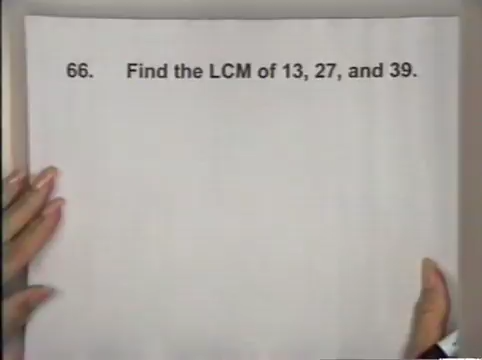 66. Find the LCM of 13, 27, and 39.